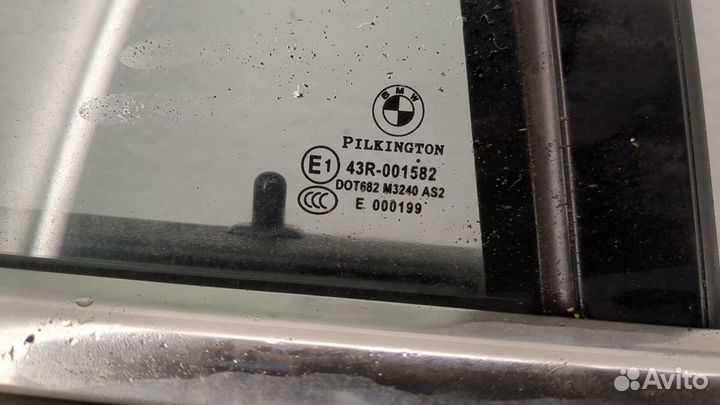 BMW
PILKINGTON
E1 43R-001582
DOT682 M3240 AS2
CCC E 000199
Avito